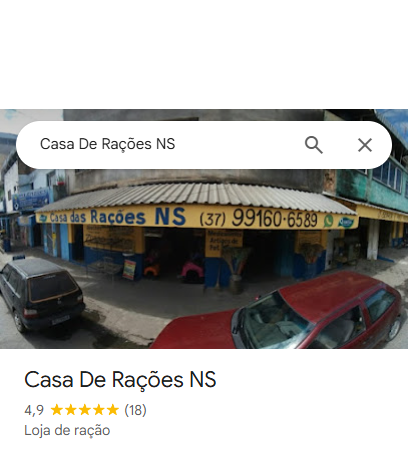 Casa De Rações NS
Casa das Rações NS (37) 99160-6589
Casa De Rações NS
4,9 (18)
Loja de ração